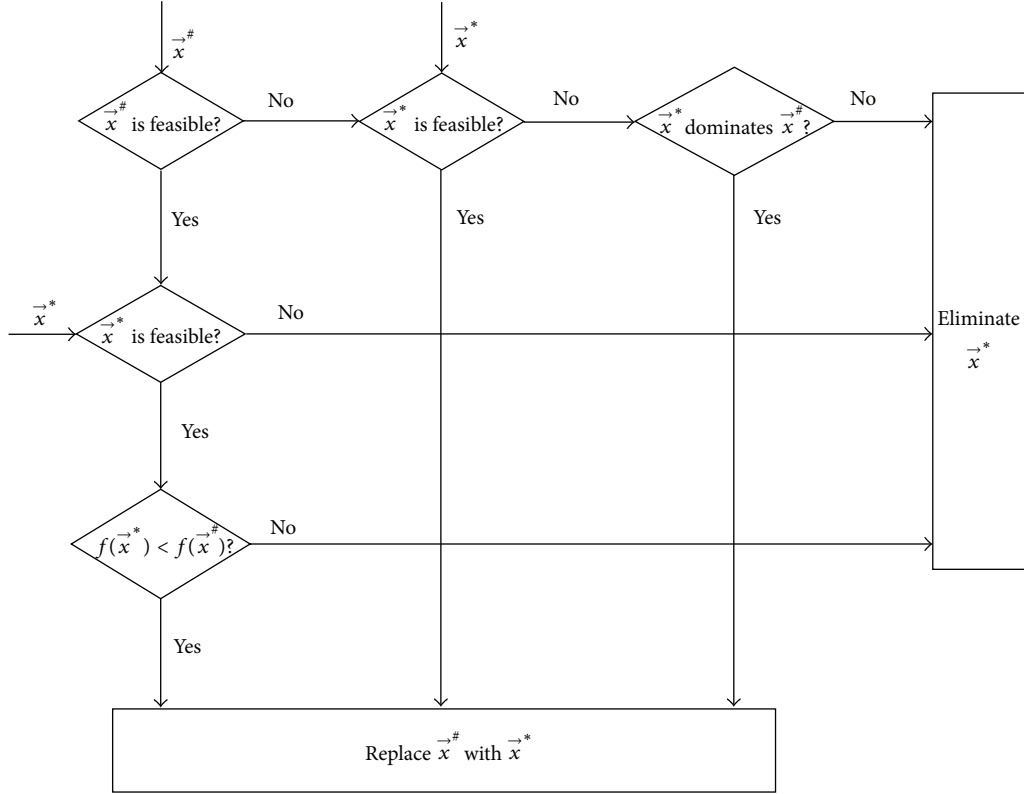 x⃗#
x⃗*
x⃗# is feasible?
No
x⃗* is feasible?
No
x⃗* dominates x⃗#?
No
Yes
Yes
Yes
x⃗*
x⃗* is feasible?
No
Eliminate
x⃗*
Yes
f(x⃗*) < f(x⃗#)?
No
Yes
Replace x⃗# with x⃗*